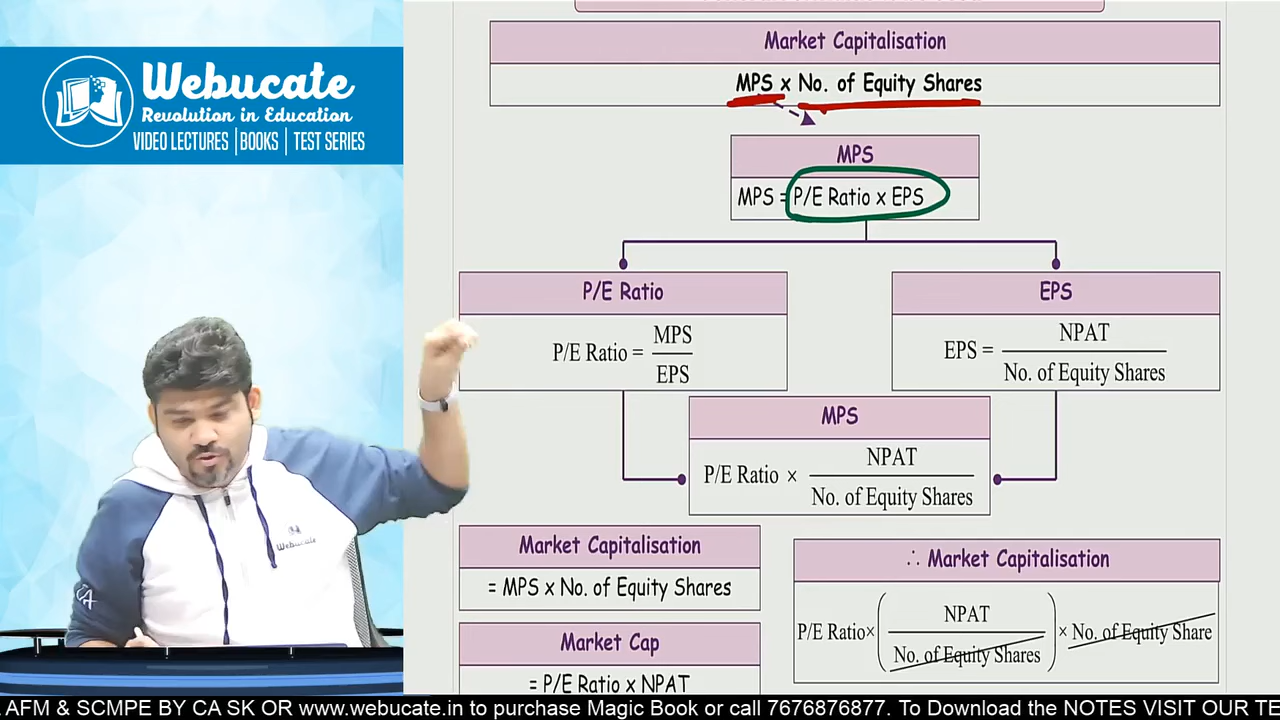 Webucate
Revolution in Education
VIDEO LECTURES | BOOKS | TEST SERIES
Market Capitalisation
MPS x No. of Equity Shares
MPS
MPS = P/E Ratio x EPS
P/E Ratio
P/E Ratio = MPS / EPS
EPS
EPS = NPAT / No. of Equity Shares
MPS
P/E Ratio × NPAT / No. of Equity Shares
Market Capitalisation
= MPS x No. of Equity Shares
Market Cap
= P/E Ratio x NPAT
∴ Market Capitalisation
P/E Ratio× ( NPAT / No. of Equity Shares ) × No. of Equity Share
Webucate
CA
AFM & SCMPE BY CA SK OR www.webucate.in to purchase Magic Book or call 7676876877. To Download the NOTES VISIT OUR TE